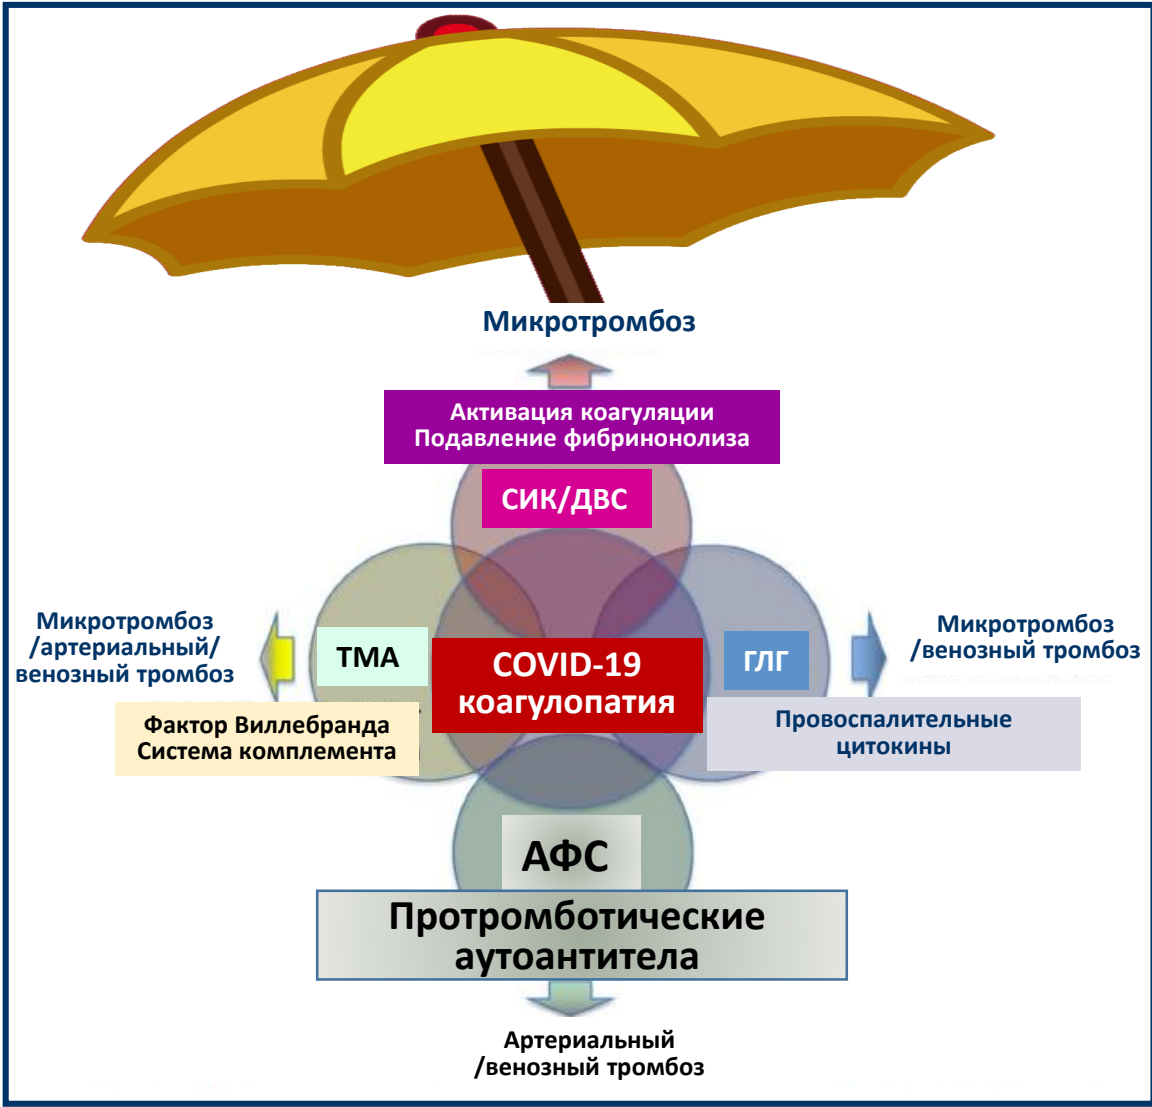 Микротромбоз
Активация коагуляции
Подавление фибринонолиза
СИК/ДВС
Микротромбоз
/артериальный/
венозный тромбоз
ТМА
Фактор Виллебранда
Система комплемента
COVID-19
коагулопатия
ГЛГ
Провоспалительные
цитокины
Микротромбоз
/венозный тромбоз
АФС
Протромботические
аутоантитела
Артериальный
/венозный тромбоз